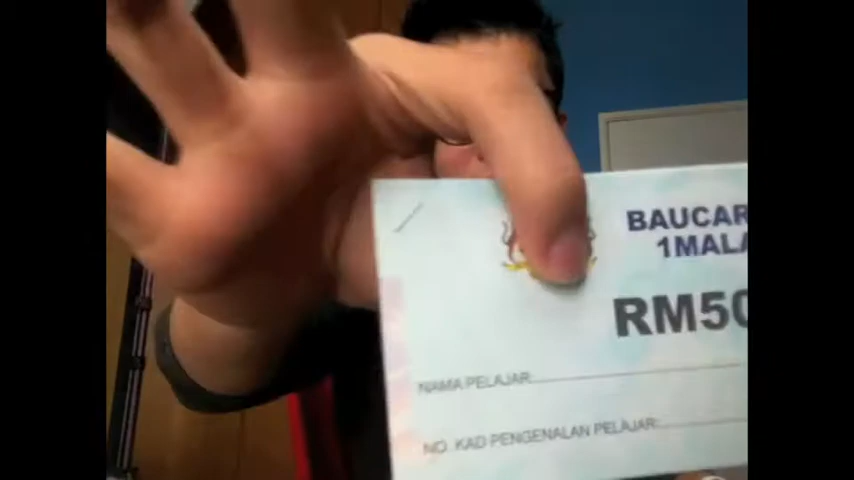 BAUCAR
1MALA
RM50
NAMA PELAJAR:
NO. KAD PENGENALAN PELAJAR: